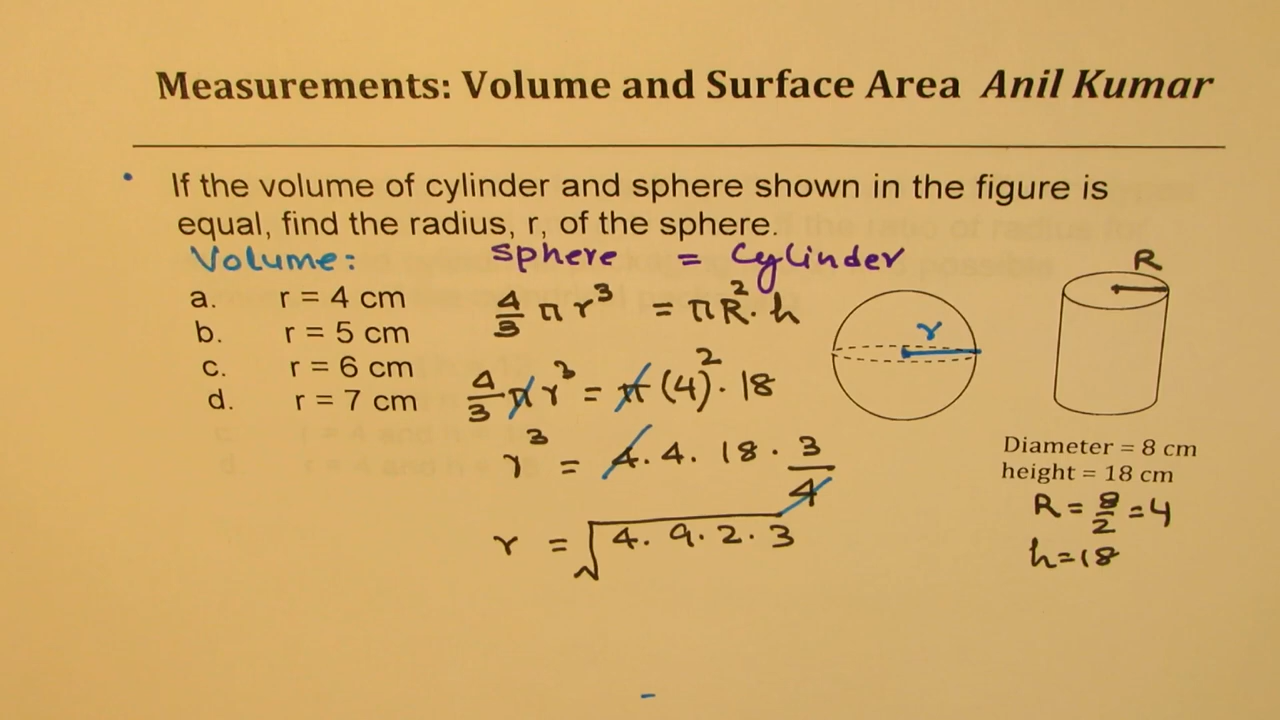 Measurements: Volume and Surface Area Anil Kumar
If the volume of cylinder and sphere shown in the figure is
equal, find the radius, r, of the sphere.
Volume: sphere = cylinder
a. r = 4 cm
b. r = 5 cm
c. r = 6 cm
d. r = 7 cm
4/3 π r³ = πR²·h
4/3 π r³ = π (4)²·18
r³ = 4.4.18·3/4
r = √4.9.2.3
r
R
Diameter = 8 cm
height = 18 cm
R = 8/2 = 4
h=18